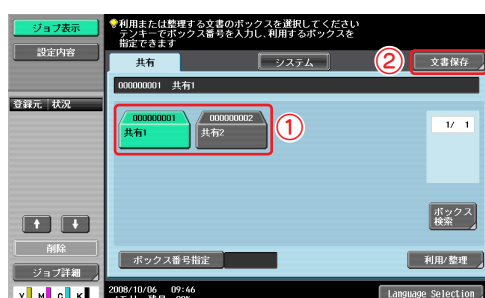 ジョブ表示
利用または整理する文書のボックスを選択してください
テンキーでボックス番号を入力し、利用するボックスを
指定できます
設定内容
共有
システム
②
文書保存
000000001 共有1
登録元 状況
000000001
共有1
000000002
共有2
①
1/ 1
ボックス
検索
↑ ↓
削除
ボックス番号指定
利用/整理
ジョブ詳細
2008/10/06 09:46
Language Selection
Y M C K